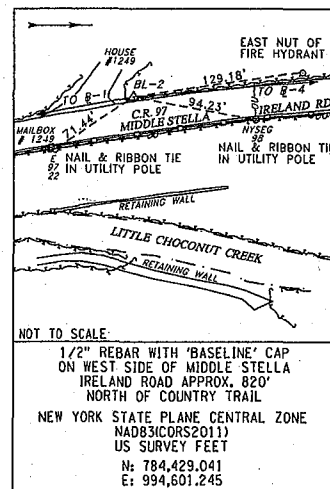 HOUSE
#1249
EAST NUT OF
FIRE HYDRANT
BL-2
129.18'
TO B-1
TO B-4
71.44'
94.23'
C.R. 97
MIDDLE STELLA
IRELAND RD
MAILBOX
# 1249
NYSEG
98
E
97
22
NAIL & RIBBON TIE
IN UTILITY POLE
NAIL & RIBBON TIE
IN UTILITY POLE
RETAINING WALL
LITTLE CHOCONUT CREEK
RETAINING WALL
NOT TO SCALE
1/2" REBAR WITH 'BASELINE' CAP
ON WEST SIDE OF MIDDLE STELLA
IRELAND ROAD APPROX. 820'
NORTH OF COUNTRY TRAIL
NEW YORK STATE PLANE CENTRAL ZONE
NAD83(CORS2011)
US SURVEY FEET
N: 784,429.041
E: 994,601.245